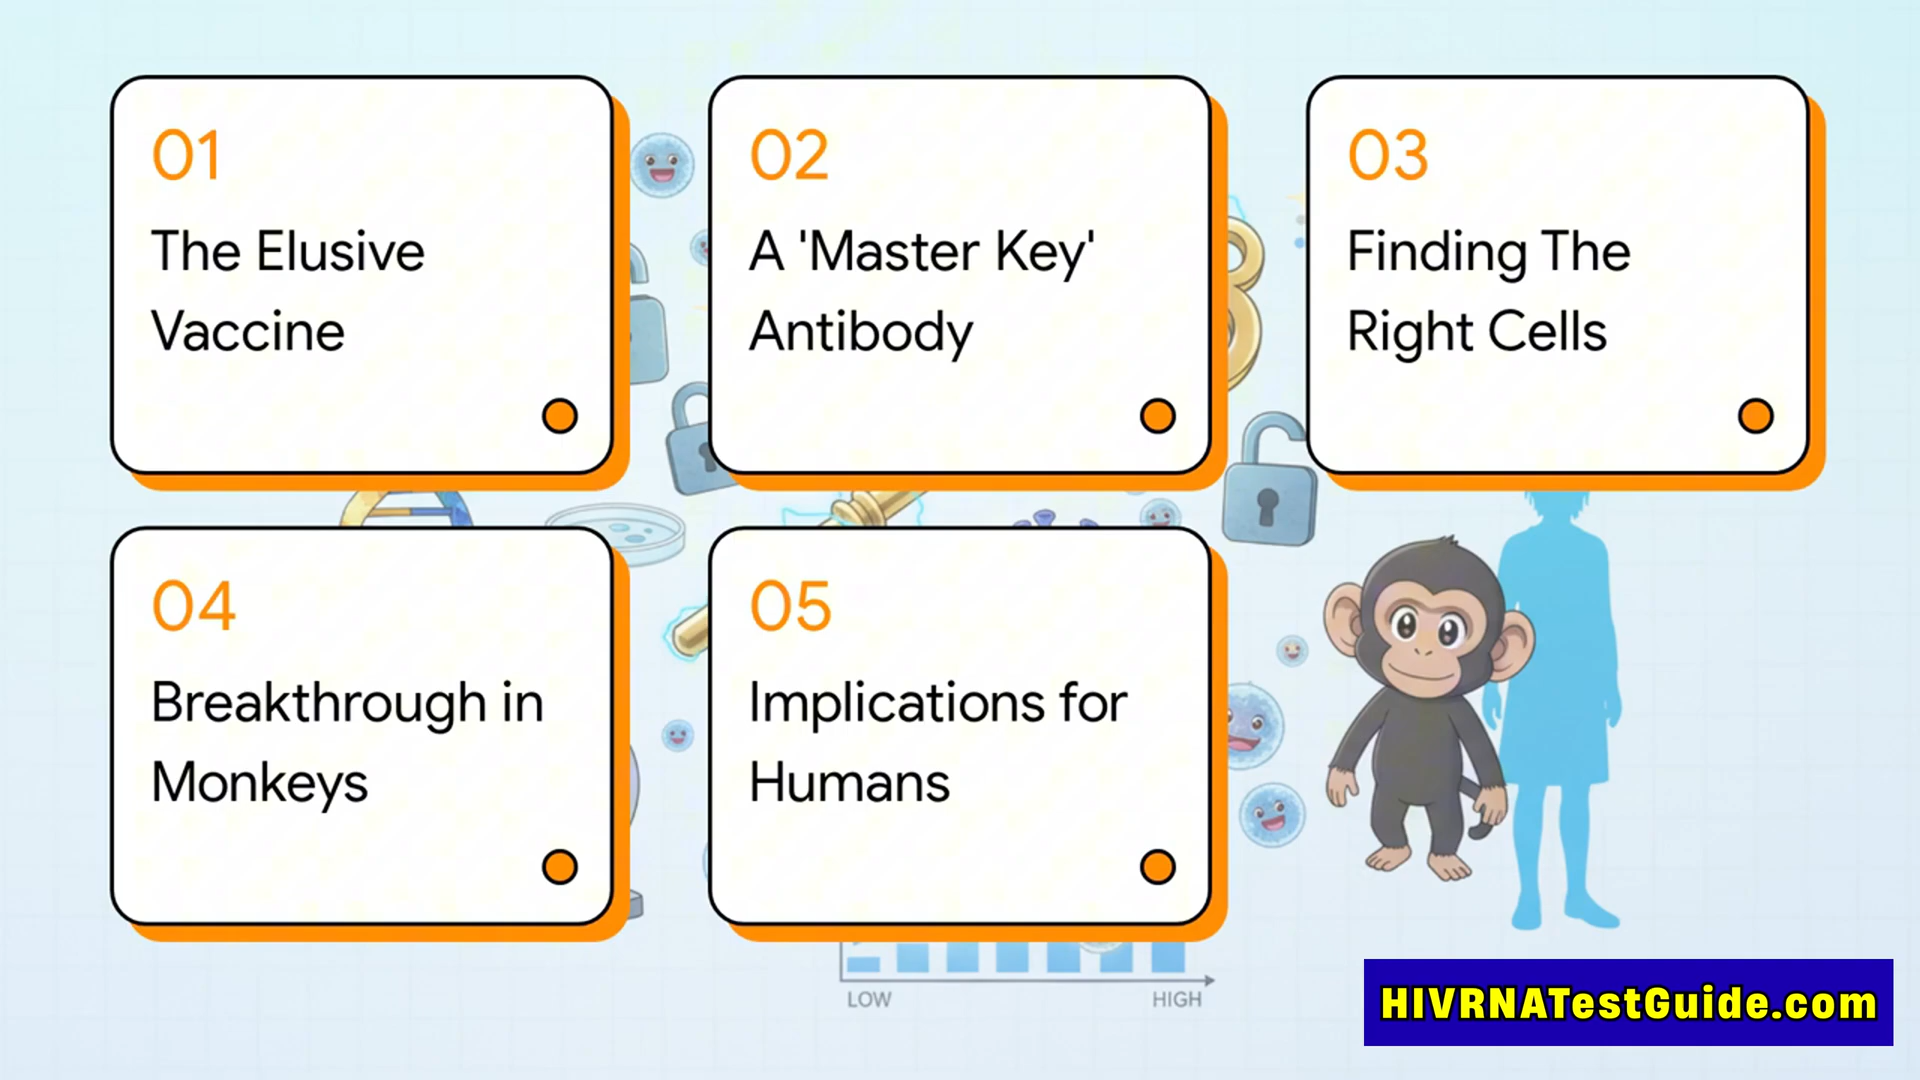 01
The Elusive
Vaccine
02
A 'Master Key'
Antibody
03
Finding The
Right Cells
04
Breakthrough in
Monkeys
05
Implications for
Humans
LOW
HIGH
HIVRNATestGuide.com